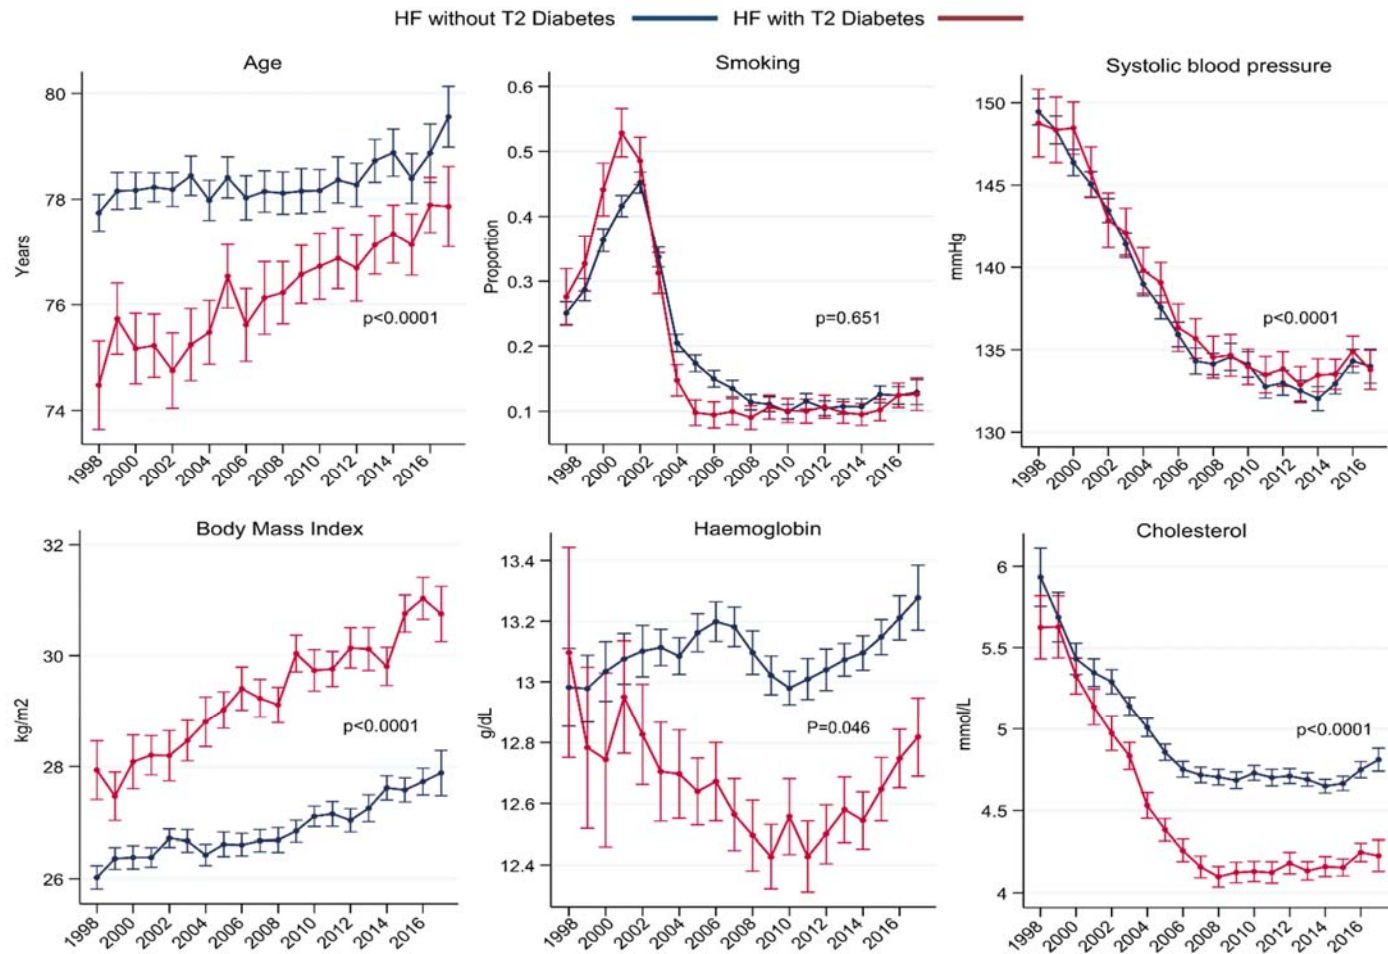 HF without T2 Diabetes HF with T2 Diabetes
Age
Years
80
78
76
74
p<0.0001
1998 2000 2002 2004 2006 2008 2010 2012 2014 2016
Smoking
Proportion
0.6
0.5
0.4
0.3
0.2
0.1
p=0.651
1998 2000 2002 2004 2006 2008 2010 2012 2014 2016
Systolic blood pressure
mmHg
150
145
140
135
130
p<0.0001
1998 2000 2002 2004 2006 2008 2010 2012 2014 2016
Body Mass Index
kg/m2
32
30
28
26
p<0.0001
1998 2000 2002 2004 2006 2008 2010 2012 2014 2016
Haemoglobin
g/dL
13.4
13.2
13
12.8
12.6
12.4
P=0.046
1998 2000 2002 2004 2006 2008 2010 2012 2014 2016
Cholesterol
mmol/L
6
5.5
5
4.5
4
p<0.0001
1998 2000 2002 2004 2006 2008 2010 2012 2014 2016